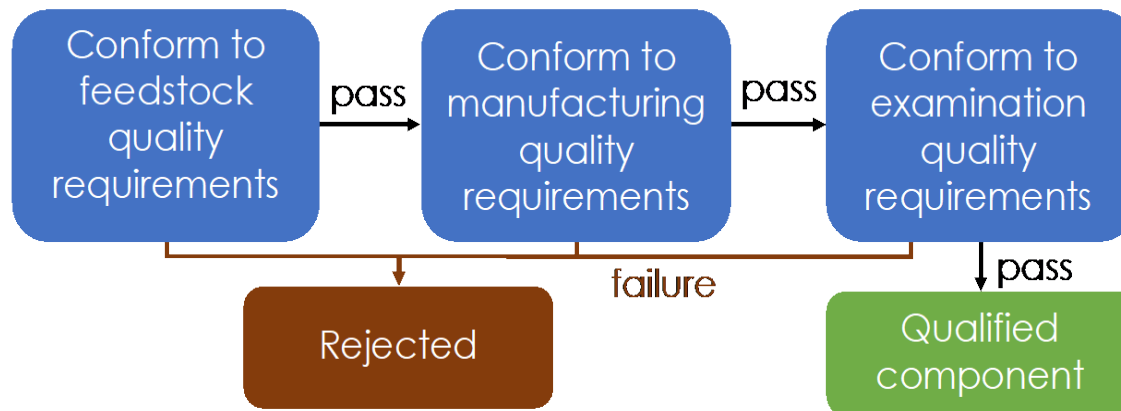 Conform to
feedstock
quality
requirements
pass
Conform to
manufacturing
quality
requirements
pass
Conform to
examination
quality
requirements
failure
pass
Rejected
Qualified
component